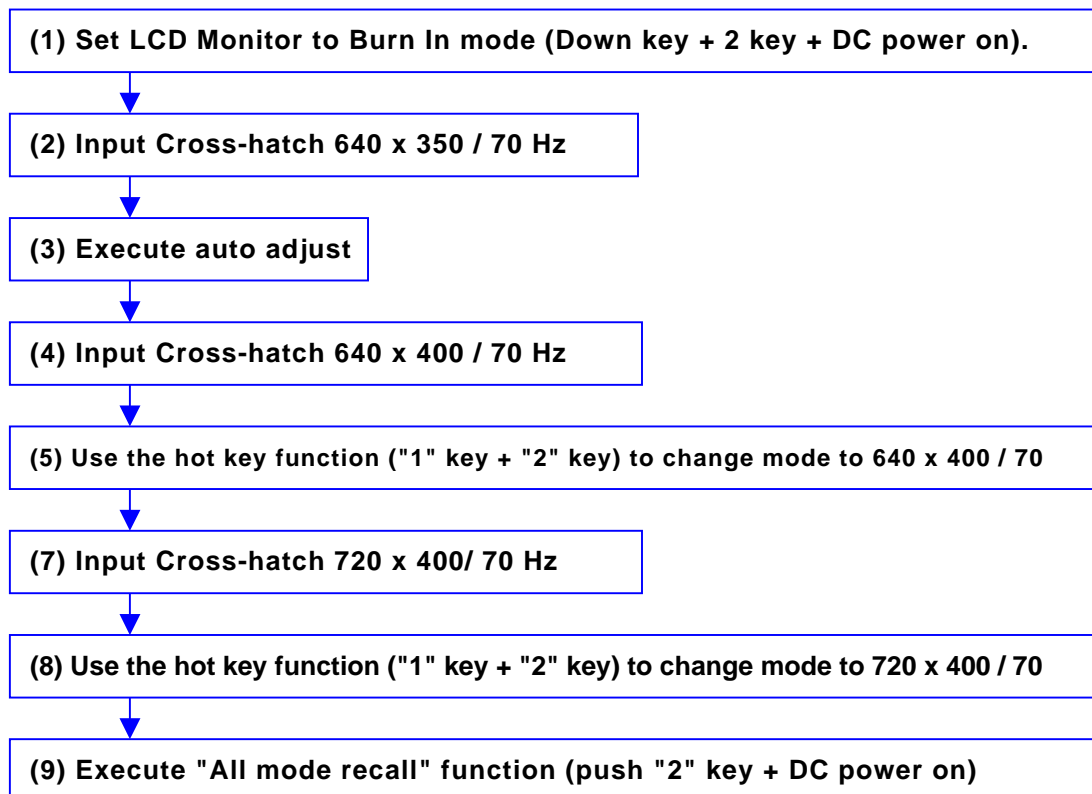 (1) Set LCD Monitor to Burn In mode (Down key + 2 key + DC power on).
(2) Input Cross-hatch 640 x 350 / 70 Hz
(3) Execute auto adjust
(4) Input Cross-hatch 640 x 400 / 70 Hz
(5) Use the hot key function ("1" key + "2" key) to change mode to 640 x 400 / 70
(7) Input Cross-hatch 720 x 400/ 70 Hz
(8) Use the hot key function ("1" key + "2" key) to change mode to 720 x 400 / 70
(9) Execute "All mode recall" function (push "2" key + DC power on)